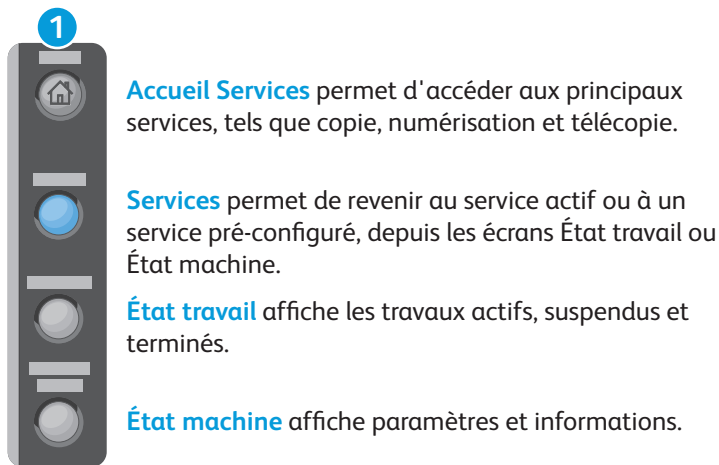 1
Accueil Services permet d'accéder aux principaux
services, tels que copie, numérisation et télécopie.
Services permet de revenir au service actif ou à un
service pré-configuré, depuis les écrans État travail ou
État machine.
État travail affiche les travaux actifs, suspendus et
terminés.
État machine affiche paramètres et informations.